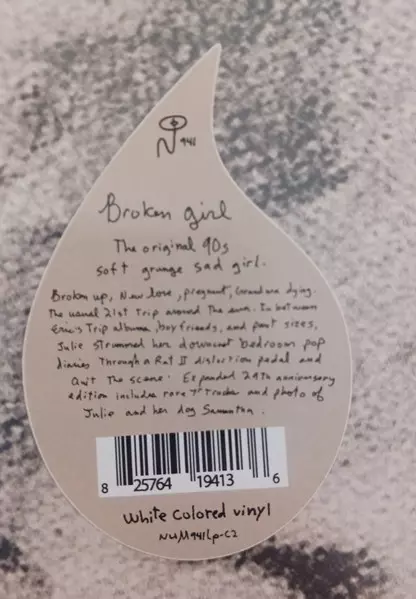 N 941
Broken girl
The original 90s
soft grunge sad girl.
Broken up, New love, pregnant, Grandma dying.
The usual 21st Trip around The sun. In between
Eric's Trip albums, boyfriends, and pant sizes,
Julie strummed her downcast bedroom pop
diaries Through a Rat II distortion pedal and
quit The scene. Expanded 29th anniversary
edition includes rare 7" Tracks and photo of
Julie and her dog Samantha.
8 25764 19413 6
White colored vinyl
NUM941Lp-C2